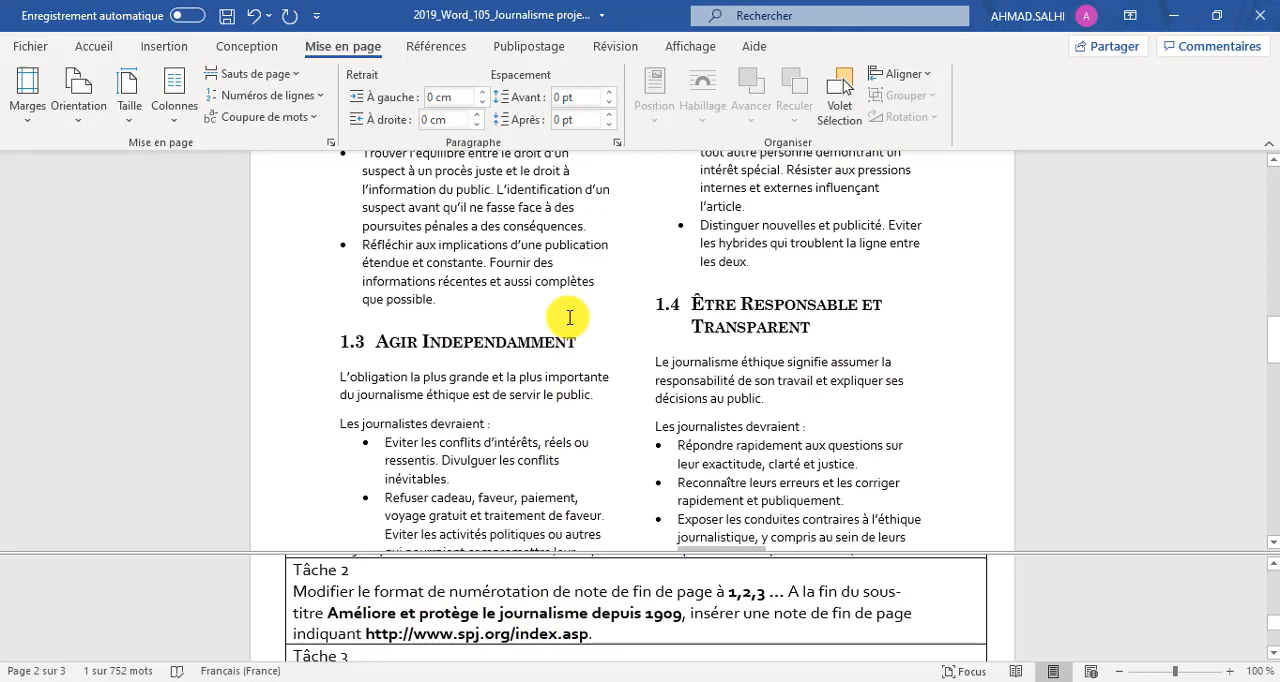 Enregistrement automatique
2019_Word_105_Journalisme proje...
Rechercher
AHMAD.SALHI
A
Fichier
Accueil
Insertion
Conception
Mise en page
Références
Publipostage
Révision
Affichage
Aide
Partager
Commentaires
Marges
Orientation
Taille
Colonnes
Sauts de page
Numéros de lignes
Coupure de mots
Mise en page
Retrait
À gauche : 0 cm
À droite : 0 cm
Espacement
Avant : 0 pt
Après : 0 pt
Paragraphe
Position
Habillage
Avancer
Reculer
Volet
Sélection
Aligner
Grouper
Rotation
Organiser
Trouver l'équilibre entre le droit d'un
suspect à un procès juste et le droit à
l'information du public. L'identification d'un
suspect avant qu'il ne fasse face à des
poursuites pénales a des conséquences.
Réfléchir aux implications d'une publication
étendue et constante. Fournir des
informations récentes et aussi complètes
que possible.
1.3 AGIR INDEPENDAMMENT
L'obligation la plus grande et la plus importante
du journalisme éthique est de servir le public.
Les journalistes devraient :
Eviter les conflits d'intérêts, réels ou
ressentis. Divulguer les conflits
inévitables.
Refuser cadeau, faveur, paiement,
voyage gratuit et traitement de faveur.
Eviter les activités politiques ou autres
qui pourraient compromettre leur
tout autre personne démontrant un
intérêt spécial. Résister aux pressions
internes et externes influençant
l'article.
Distinguer nouvelles et publicité. Eviter
les hybrides qui troublent la ligne entre
les deux.
1.4 ÊTRE RESPONSABLE ET
TRANSPARENT
Le journalisme éthique signifie assumer la
responsabilité de son travail et expliquer ses
décisions au public.
Les journalistes devraient :
Répondre rapidement aux questions sur
leur exactitude, clarté et justice.
Reconnaître leurs erreurs et les corriger
rapidement et publiquement.
Exposer les conduites contraires à l'éthique
journalistique, y compris au sein de leurs
Tâche 2
Modifier le format de numérotation de note de fin de page à 1,2,3 ... A la fin du sous-
titre Améliore et protège le journalisme depuis 1909, insérer une note de fin de page
indiquant http://www.spj.org/index.asp.
Tâche 3
Page 2 sur 3
1 sur 752 mots
Français (France)
Focus
100 %